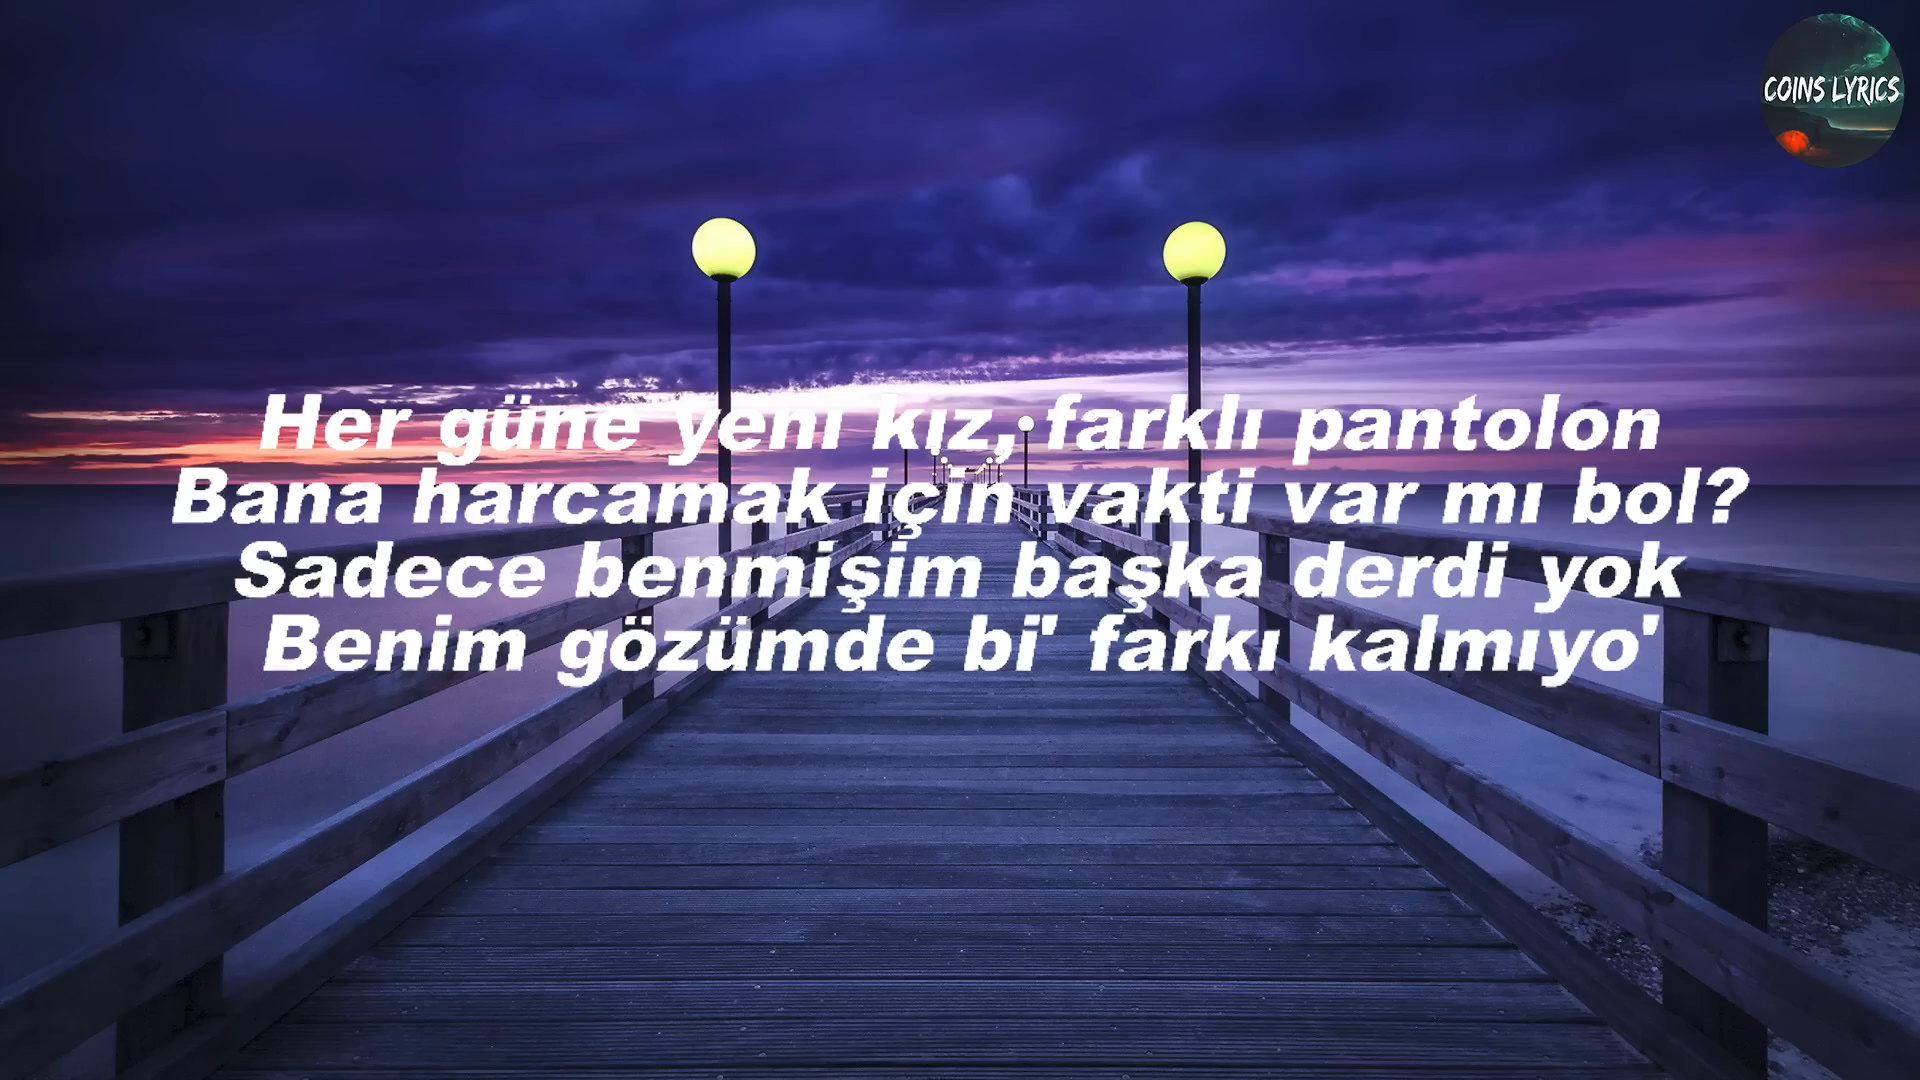 COINS LYRICS
Her güne yeni kız, farklı pantolon
Bana harcamak için vakti var mı bol?
Sadece benmişim başka derdi yok
Benim gözümde bi' farkı kalmıyo'